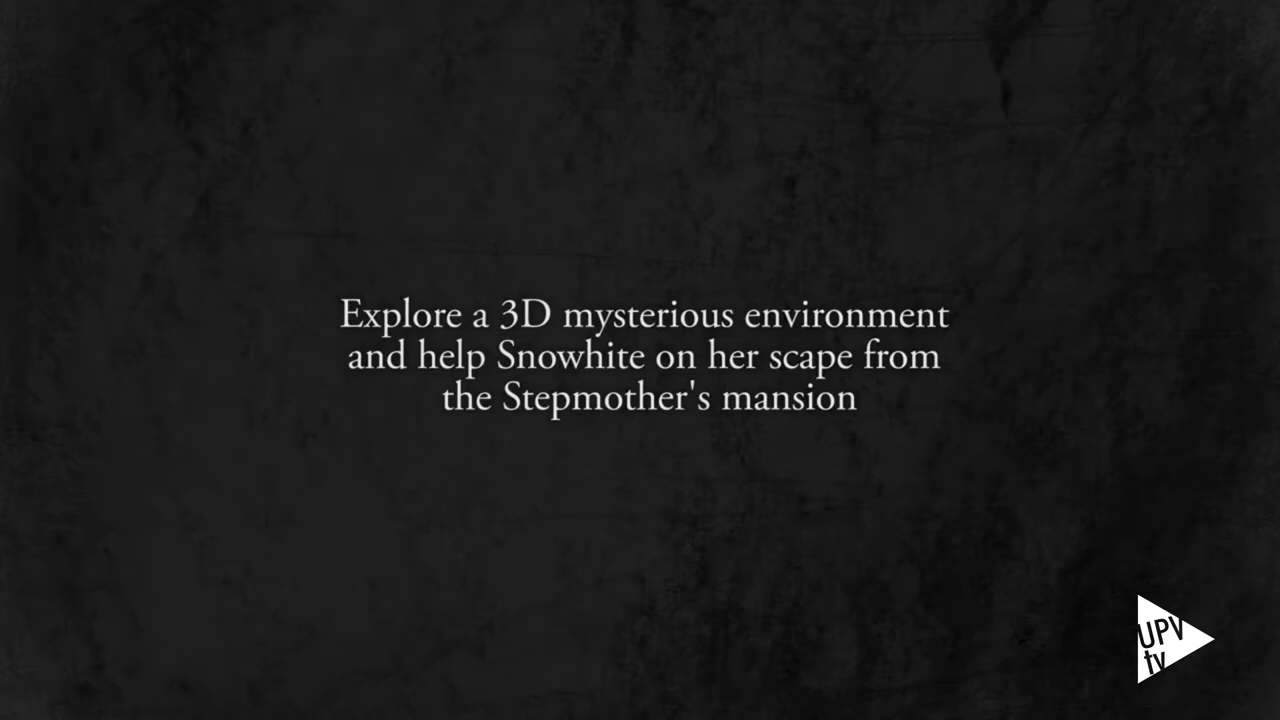 Explore a 3D mysterious environment
and help Snowhite on her scape from
the Stepmother's mansion
UPV
tv